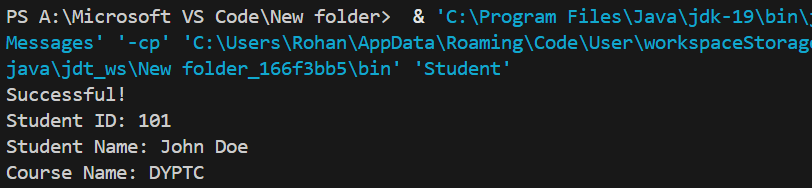 PS A:\Microsoft VS Code\New folder>  & 'C:\Program Files\Java\jdk-19\bin\
Messages' '-cp' 'C:\Users\Rohan\AppData\Roaming\Code\User\workspaceStorage
java\jdt_ws\New folder_166f3bb5\bin' 'Student'
Successful!
Student ID: 101
Student Name: John Doe
Course Name: DYPTC